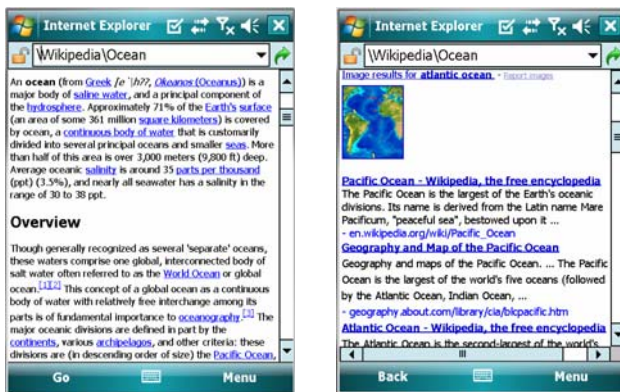 Internet Explorer
\Wikipedia\Ocean
An ocean (from Greek /e `\h??, Okeanos (Oceanus)) is a
major body of saline water, and a principal component of
the hydrosphere. Approximately 71% of the Earth's surface
(an area of some 361 million square kilometers) is covered
by ocean, a continuous body of water that is customarily
divided into several principal oceans and smaller seas. More
than half of this area is over 3,000 meters (9,800 ft) deep.
Average oceanic salinity is around 35 parts per thousand
(ppt) (3.5%), and nearly all seawater has a salinity in the
range of 30 to 38 ppt.
Overview
Though generally recognized as several 'separate' oceans,
these waters comprise one global, interconnected body of
salt water often referred to as the World Ocean or global
ocean.[1][2] This concept of a global ocean as a continuous
body of water with relatively free interchange among its
parts is of fundamental importance to oceanography.[3] The
major oceanic divisions are defined in part by the
continents, various archipelagos, and other criteria: these
divisions are (in descending order of size) the Pacific Ocean,
Go Menu
Internet Explorer
\Wikipedia\Ocean
Image results for atlantic ocean - Report images
Pacific Ocean - Wikipedia, the free encyclopedia
The Pacific Ocean is the largest of the Earth's oceanic
divisions. Its name is derived from the Latin name Mare
Pacificum, "peaceful sea", bestowed upon it ...
- en.wikipedia.org/wiki/Pacific_Ocean
Geography and Map of the Pacific Ocean
Geography and maps of the Pacific Ocean. ... The Pacific
Ocean is the largest of the world's five oceans (followed
by the Atlantic Ocean, Indian Ocean, ...
- geography.about.com/library/cia/blcpacific.htm
Atlantic Ocean - Wikipedia, the free encyclopedia
The Atlantic Ocean is the second-largest of the world's
Back Menu